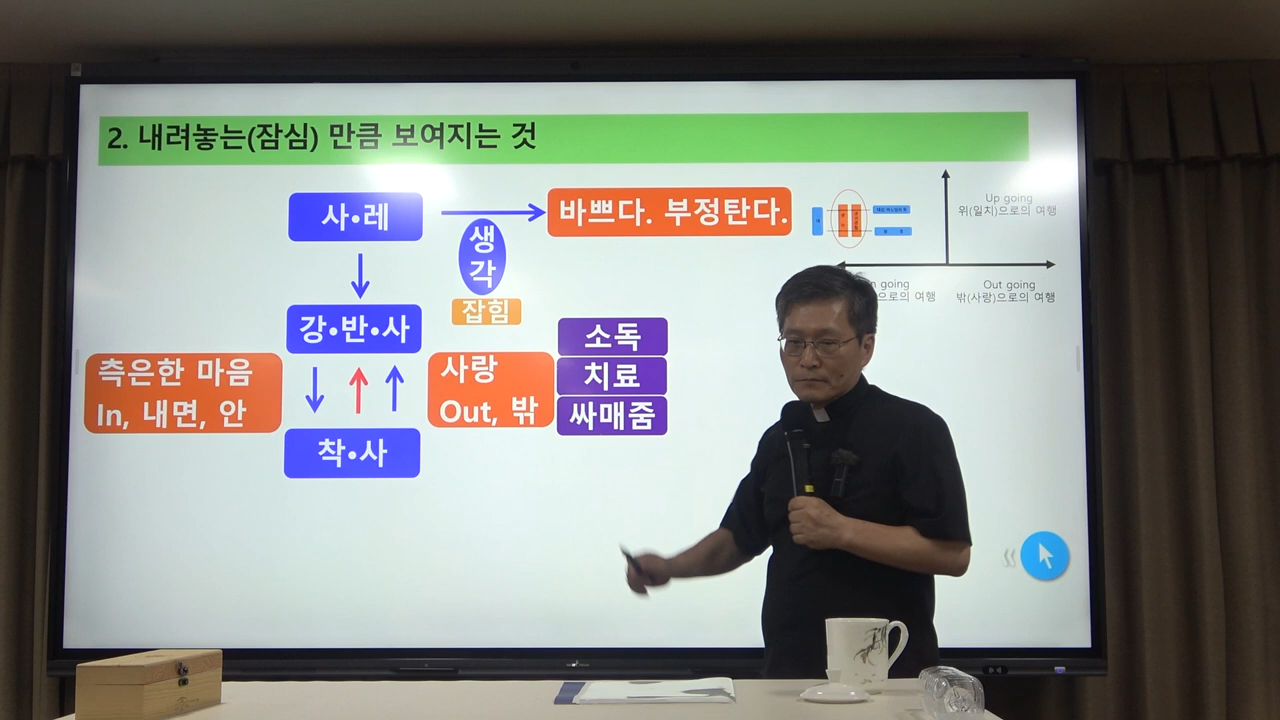 2. 내려놓는(잠심) 만큼 보여지는 것
사•레
생
각
잡힘
바쁘다. 부정탄다.
Up going
위(일치)으로의 여행
n going
으로의 여행
Out going
밖(사랑)으로의 여행
강•반•사
측은한 마음
In, 내면, 안
사랑
Out, 밖
소독
치료
싸매줌
착•사